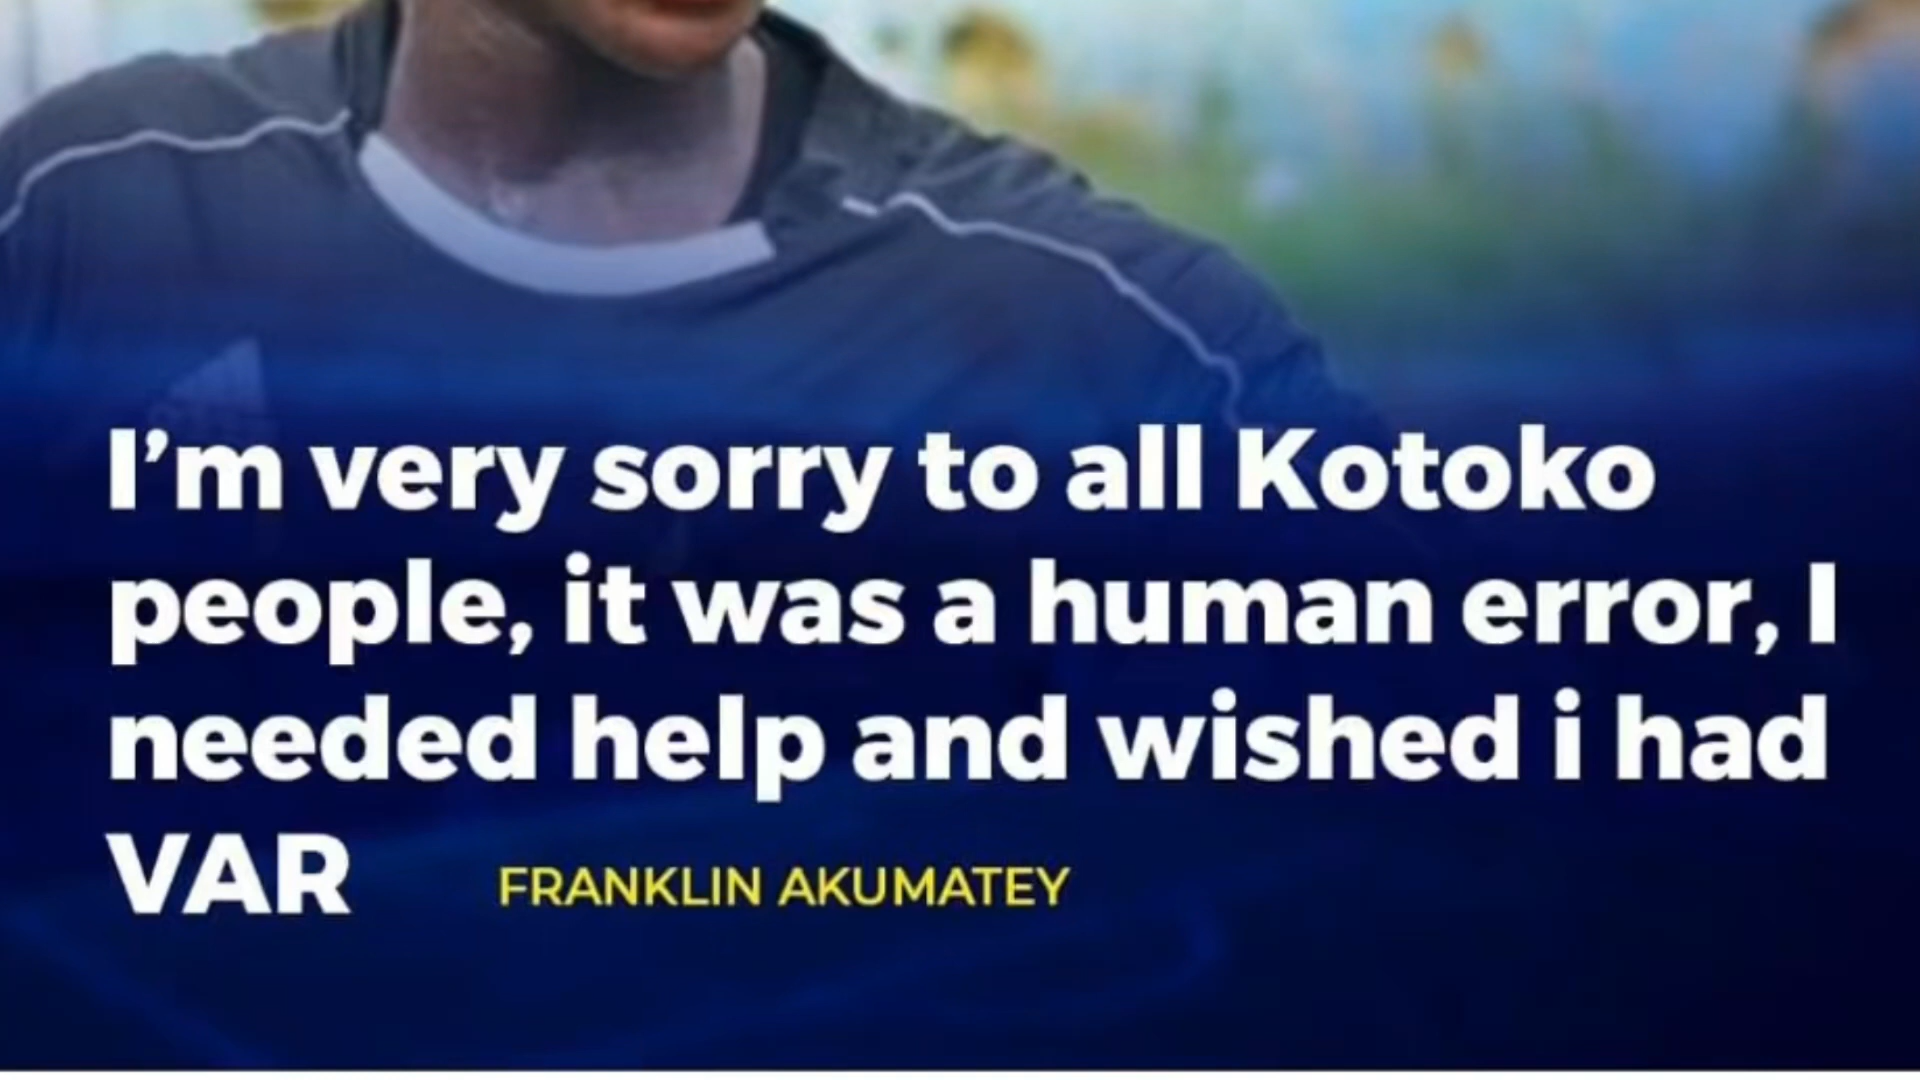 I'm very sorry to all Kotoko
people, it was a human error, I
needed help and wished i had
VAR FRANKLIN AKUMATEY